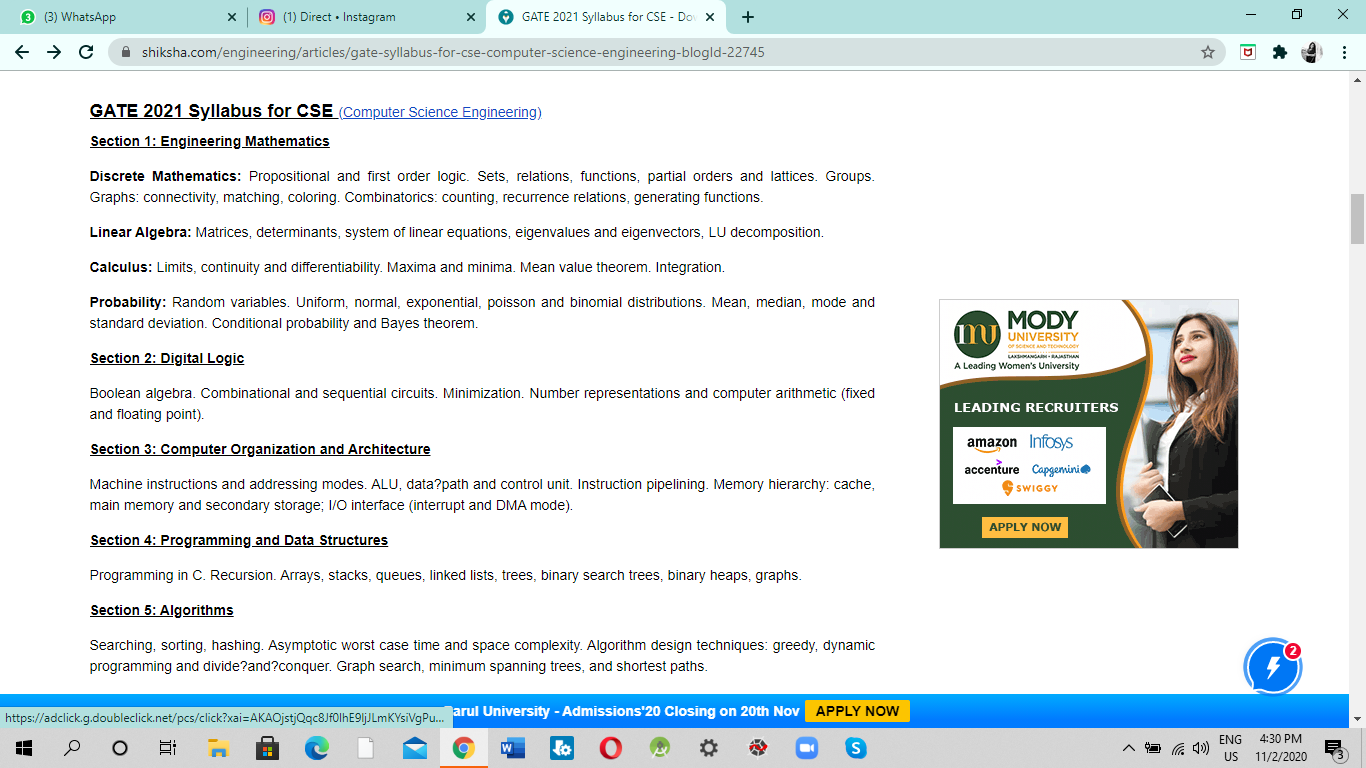 (3) WhatsApp
(1) Direct • Instagram
GATE 2021 Syllabus for CSE - Dow
shiksha.com/engineering/articles/gate-syllabus-for-cse-computer-science-engineering-blogId-22745
GATE 2021 Syllabus for CSE (Computer Science Engineering)
Section 1: Engineering Mathematics
Discrete Mathematics: Propositional and first order logic. Sets, relations, functions, partial orders and lattices. Groups.
Graphs: connectivity, matching, coloring. Combinatorics: counting, recurrence relations, generating functions.
Linear Algebra: Matrices, determinants, system of linear equations, eigenvalues and eigenvectors, LU decomposition.
Calculus: Limits, continuity and differentiability. Maxima and minima. Mean value theorem. Integration.
Probability: Random variables. Uniform, normal, exponential, poisson and binomial distributions. Mean, median, mode and
standard deviation. Conditional probability and Bayes theorem.
Section 2: Digital Logic
Boolean algebra. Combinational and sequential circuits. Minimization. Number representations and computer arithmetic (fixed
and floating point).
Section 3: Computer Organization and Architecture
Machine instructions and addressing modes. ALU, data?path and control unit. Instruction pipelining. Memory hierarchy: cache,
main memory and secondary storage; I/O interface (interrupt and DMA mode).
Section 4: Programming and Data Structures
Programming in C. Recursion. Arrays, stacks, queues, linked lists, trees, binary search trees, binary heaps, graphs.
Section 5: Algorithms
Searching, sorting, hashing. Asymptotic worst case time and space complexity. Algorithm design techniques: greedy, dynamic
programming and divide?and?conquer. Graph search, minimum spanning trees, and shortest paths.
mu MODY
UNIVERSITY
OF SCIENCE AND TECHNOLOGY
LAKSHMANGARH • RAJASTHAN
A Leading Women's University
LEADING RECRUITERS
amazon Infosys
accenture Capgemini
SWIGGY
APPLY NOW
2
https://adclick.g.doubleclick.net/pcs/click?xai=AKAOjstjQqc8Jf0IhE9IjJLmKYsiVgPu...
arul University - Admissions'20 Closing on 20th Nov APPLY NOW
ENG
US
4:30 PM
11/2/2020
3